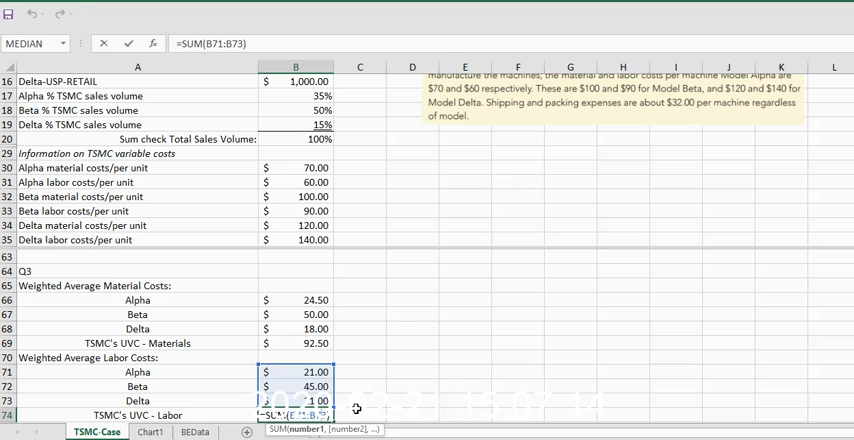 MEDIAN =SUM(B71:B73)
A B C D E F G H I J K L
16 Delta-USP-RETAIL $ 1,000.00
17 Alpha % TSMC sales volume 35%
18 Beta % TSMC sales volume 50%
19 Delta % TSMC sales volume 15%
20 Sum check Total Sales Volume: 100%
29 Information on TSMC variable costs
30 Alpha material costs/per unit $ 70.00
31 Alpha labor costs/per unit $ 60.00
32 Beta material costs/per unit $ 100.00
33 Beta labor costs/per unit $ 90.00
34 Delta material costs/per unit $ 120.00
35 Delta labor costs/per unit $ 140.00
manufacture the machines; the material and labor costs per machine Model Alpha are
$70 and $60 respectively. These are $100 and $90 for Model Beta, and $120 and $140 for
Model Delta. Shipping and packing expenses are about $32.00 per machine regardless
of model.
63
64 Q3
65 Weighted Average Material Costs:
66 Alpha $ 24.50
67 Beta $ 50.00
68 Delta $ 18.00
69 TSMC's UVC - Materials $ 92.50
70 Weighted Average Labor Costs:
71 Alpha $ 21.00
72 Beta $ 45.00
73 Delta $
74 TSMC's UVC - Labor =SUM(B71:B73)
TSMC-Case Chart1 BEData
SUM(number1, [number2], ...)